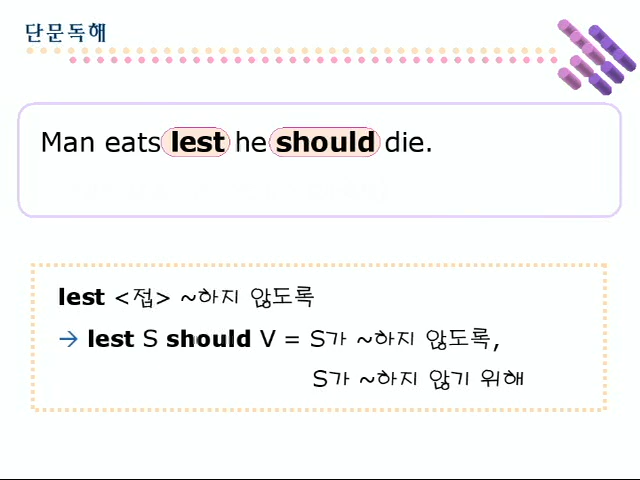 단문독해
Man eats lest he should die.
lest <접> ~하지 않도록
→ lest S should V = S가 ~하지 않도록,
S가 ~하지 않기 위해